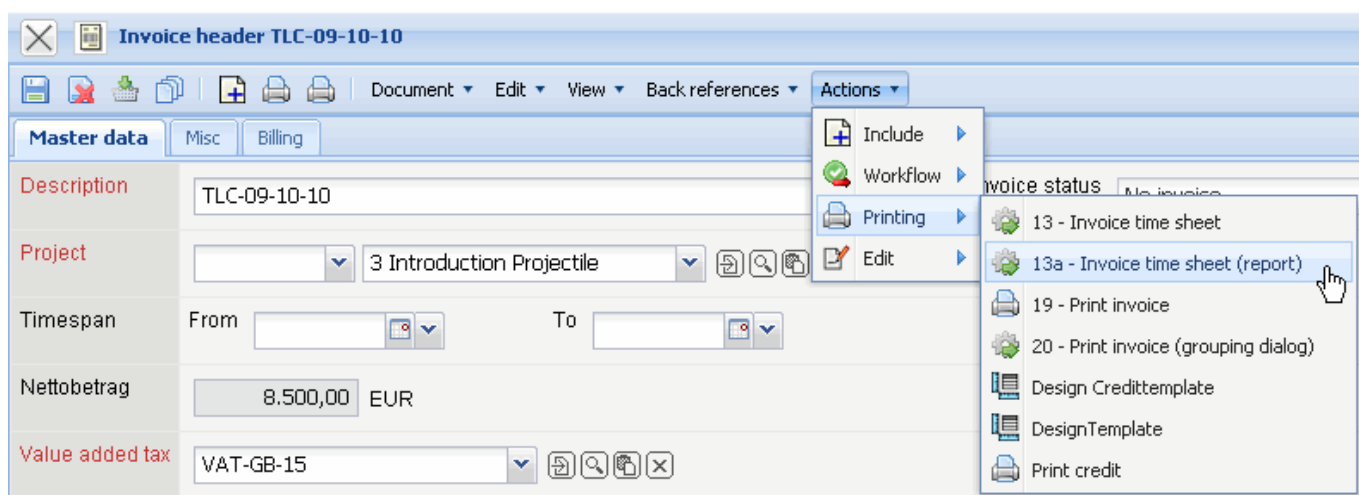 Invoice header TLC-09-10-10
Document Edit View Back references Actions
Master data Misc Billing
Include
Workflow
Printing
Edit
Description TLC-09-10-10
nvoice status No invoice
13 - Invoice time sheet
13a - Invoice time sheet (report)
19 - Print invoice
20 - Print invoice (grouping dialog)
Design Credittemplate
DesignTemplate
Print credit
Project 3 Introduction Projectile
Timespan From To
Nettobetrag 8.500,00 EUR
Value added tax VAT-GB-15